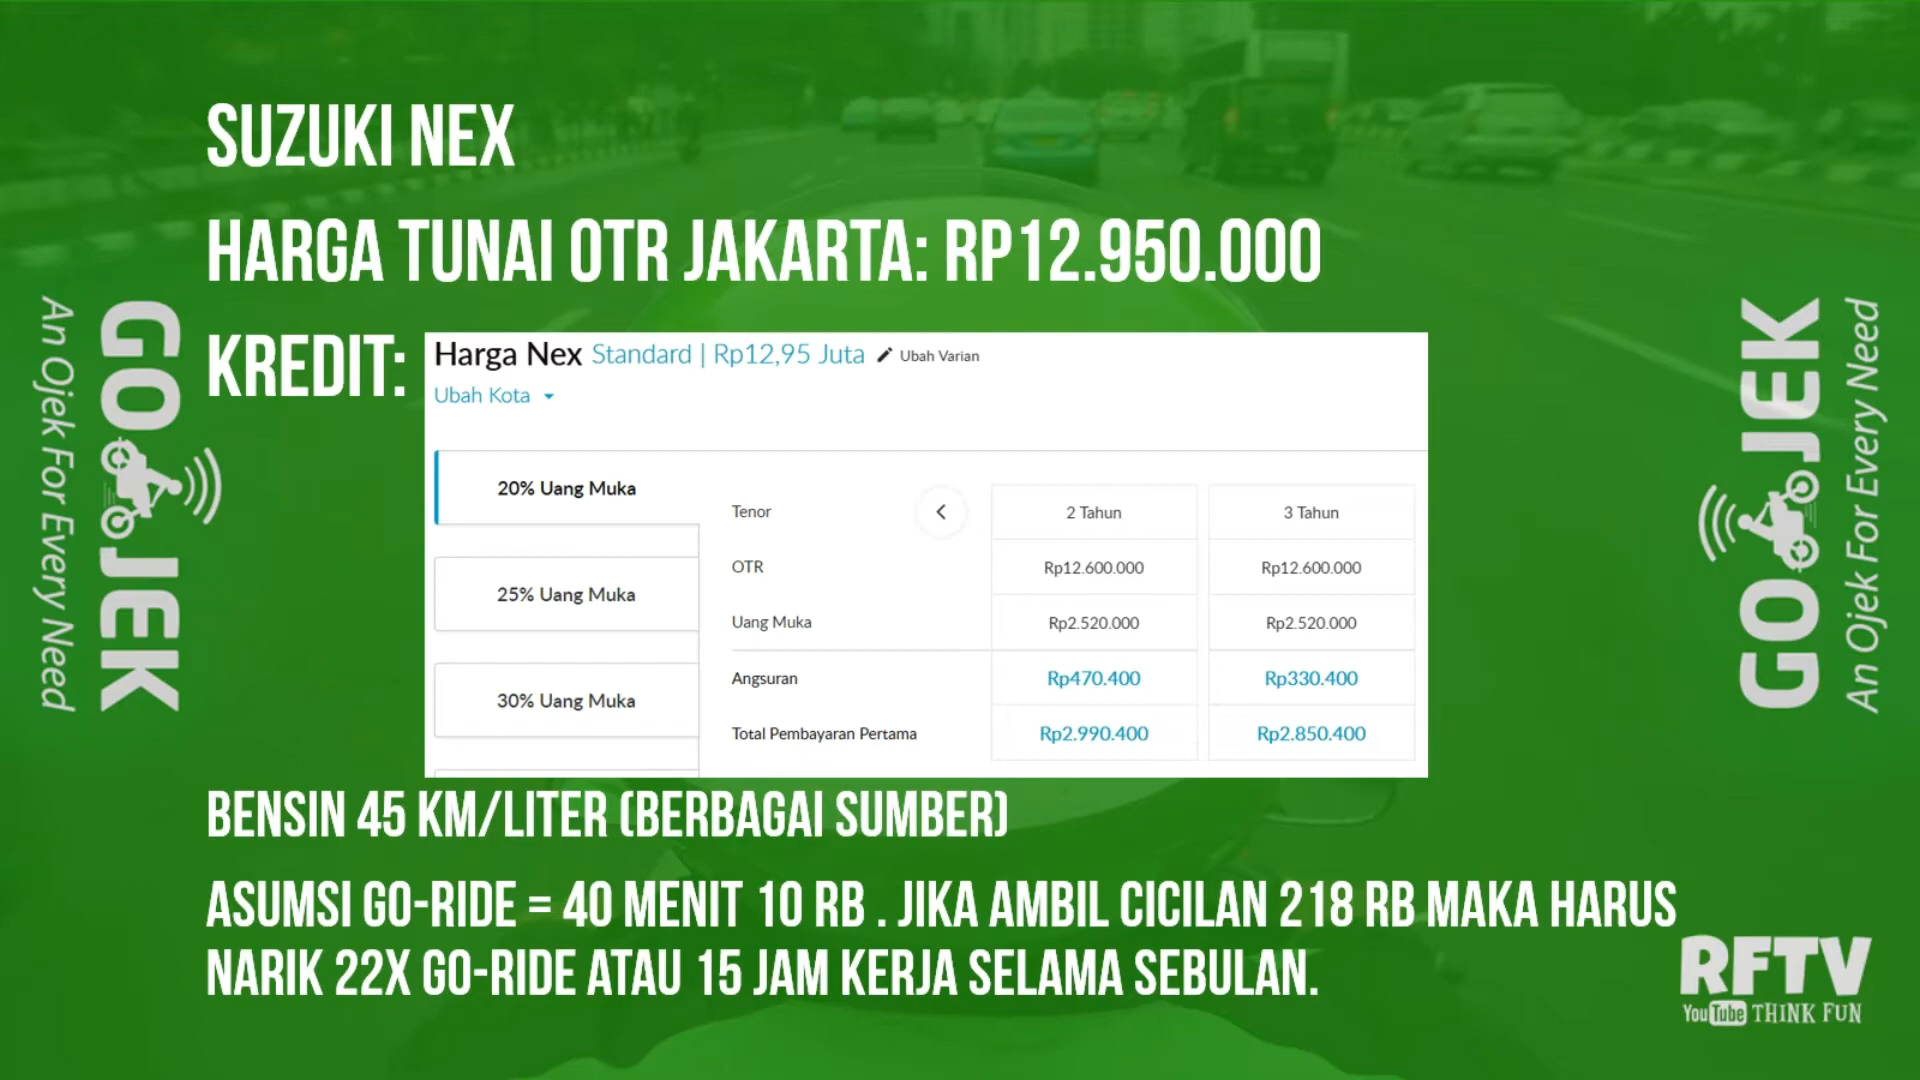 SUZUKI NEX
HARGA TUNAI OTR JAKARTA: RP12.950.000
KREDIT:
Harga Nex Standard | Rp12,95 Juta Ubah Varian
Ubah Kota
20% Uang Muka
25% Uang Muka
30% Uang Muka
Tenor 2 Tahun 3 Tahun
OTR Rp12.600.000 Rp12.600.000
Uang Muka Rp2.520.000 Rp2.520.000
Angsuran Rp470.400 Rp330.400
Total Pembayaran Pertama Rp2.990.400 Rp2.850.400
BENSIN 45 KM/LITER (BERBAGAI SUMBER)
ASUMSI GO-RIDE = 40 MENIT 10 RB . JIKA AMBIL CICILAN 218 RB MAKA HARUS
NARIK 22X GO-RIDE ATAU 15 JAM KERJA SELAMA SEBULAN.
GO JEK
An Ojek For Every Need
GO JEK
An Ojek For Every Need
RFTV
YouTube THINK FUN